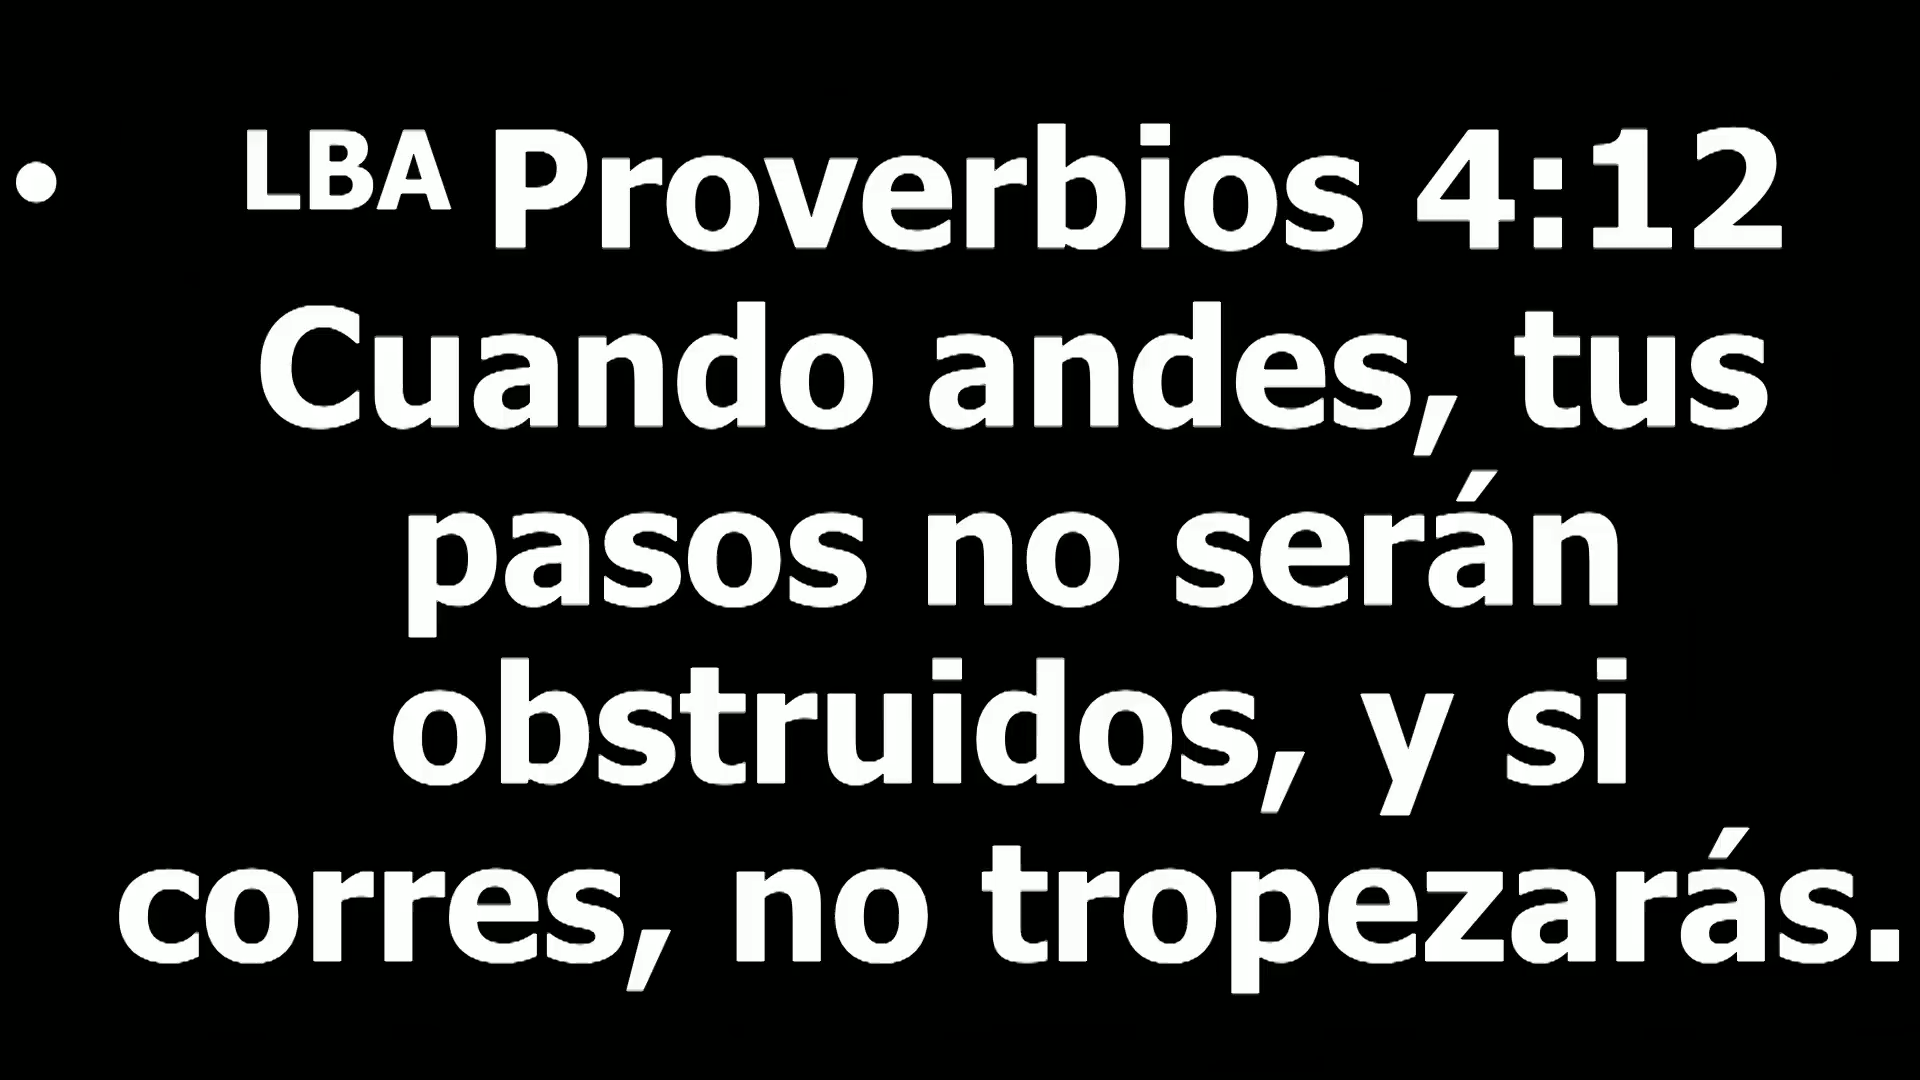 • LBA Proverbios 4:12
Cuando andes, tus
pasos no serán
obstruidos, y si
corres, no tropezarás.